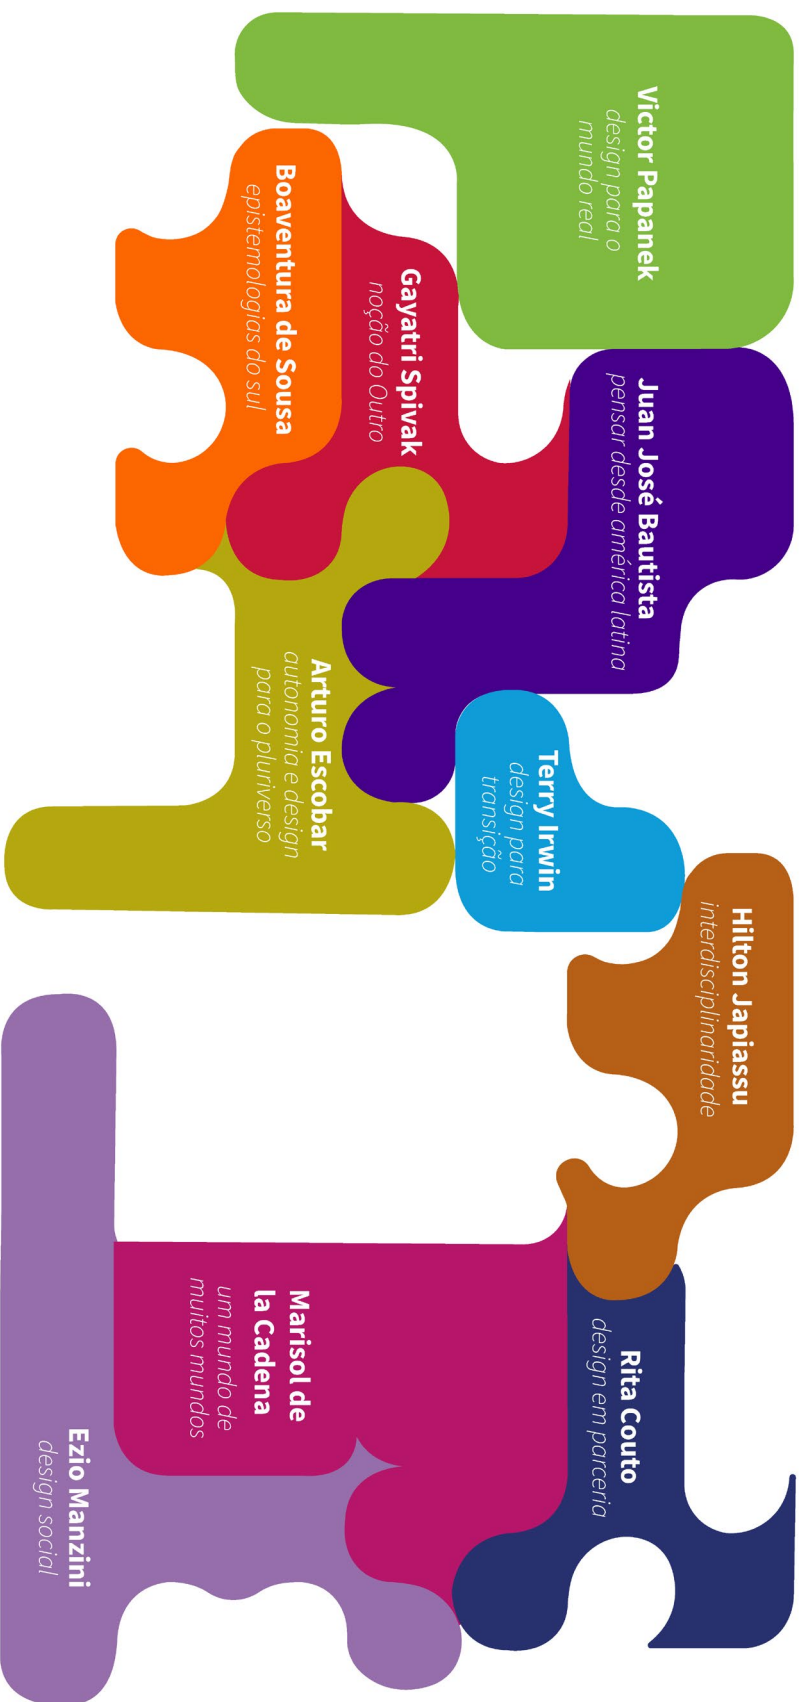 Victor Papanek
design para o
mundo real
Boaventura de Sousa
epistemologias do sul
Gayatri Spivak
noção do Outro
Juan José Bautista
pensar desde américa latina
Arturo Escobar
autonomia e design
para o pluriverso
Terry Irwin
design para
transição
Hilton Japiassu
interdisciplinaridade
Rita Couto
design em parceria
Marisol de
la Cadena
um mundo de
muitos mundos
Ezio Manzini
design social